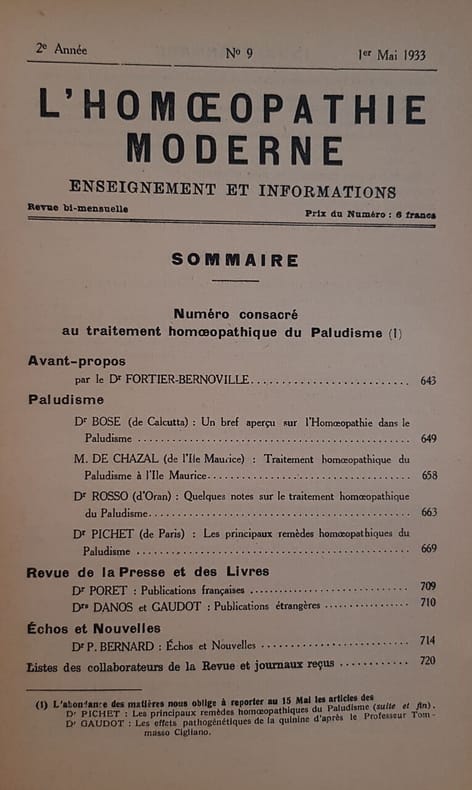 2e Année
No 9
1er Mai 1933
L'HOMŒOPATHIE
MODERNE
ENSEIGNEMENT ET INFORMATIONS
Revue bi-mensuelle
Prix du Numéro : 6 francs
SOMMAIRE
Numéro consacré
au traitement homœopathique du Paludisme (1)
Avant-propos
par le Dr FORTIER-BERNOVILLE. . . . . . . . . . . . . . . . . . . . . . . . . . . 643
Paludisme
Dr BOSE (de Calcutta) : Un bref aperçu sur l'Homœopathie dans le
Paludisme . . . . . . . . . . . . . . . . . . . . . . . . . . . . . . . . . . . . . . . . . . . . . 649
M. DE CHAZAL (de l'Ile Maurice) : Traitement homœopathique du
Paludisme à l'Ile Maurice. . . . . . . . . . . . . . . . . . . . . . . . . . . . . . . . . 658
Dr ROSSO (d'Oran) : Quelques notes sur le traitement homœopathique
du Paludisme. . . . . . . . . . . . . . . . . . . . . . . . . . . . . . . . . . . . . . . . . . . 663
Dr PICHET (de Paris) : Les principaux remèdes homœopathiques du
Paludisme . . . . . . . . . . . . . . . . . . . . . . . . . . . . . . . . . . . . . . . . . . . . . 669
Revue de la Presse et des Livres
Dr PORET : Publications françaises . . . . . . . . . . . . . . . . . . . . . . . . . . 709
Drs DANOS et GAUDOT : Publications étrangères . . . . . . . . . . . . . . 710
Échos et Nouvelles
Dr P. BERNARD : Échos et Nouvelles . . . . . . . . . . . . . . . . . . . . . . . . 714
Listes des collaborateurs de la Revue et journaux reçus . . . . . . . . . . . 720
(1) L'abondance des matières nous oblige à reporter au 15 Mai les articles des
Dr PICHET : Les principaux remèdes homœopathiques du Paludisme (suite et fin).
Dr GAUDOT : Les effets pathogénétiques de la quinine d'après le Professeur Tom-
masso Cigliano.